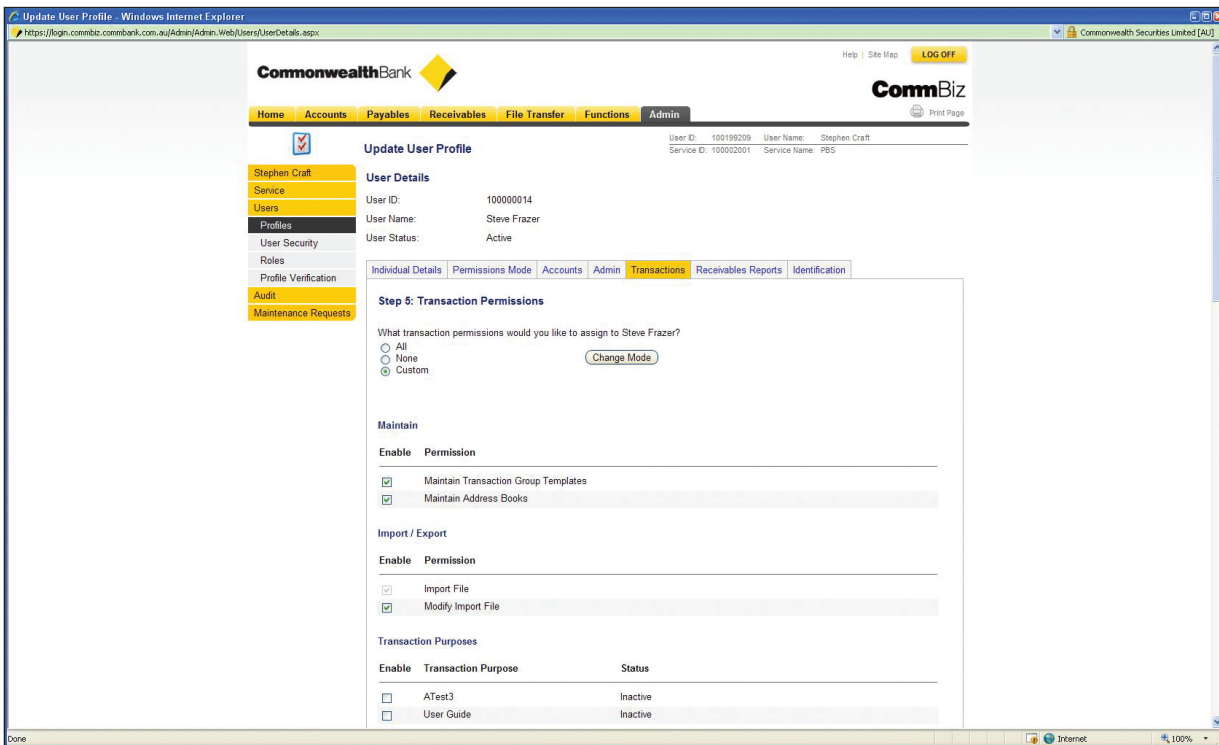 Update User Profile - Windows Internet Explorer
https://login.commbiz.commbank.com.au/Admin/Admin.Web/Users/UserDetails.aspx
Commonwealth Securities Limited [AU]
Help | Site Map
LOG OFF
CommonwealthBank
CommBiz
Home Accounts Payables Receivables File Transfer Functions Admin
Print Page
User ID: 100199209 User Name: Stephen Craft
Service ID: 100002001 Service Name: PBS
Update User Profile
Stephen Craft
Service
Users
Profiles
User Security
Roles
Profile Verification
Audit
Maintenance Requests
User Details
User ID: 100000014
User Name: Steve Frazer
User Status: Active
Individual Details Permissions Mode Accounts Admin Transactions Receivables Reports Identification
Step 5: Transaction Permissions
What transaction permissions would you like to assign to Steve Frazer?
All
None
Custom
Change Mode
Maintain
Enable Permission
Maintain Transaction Group Templates
Maintain Address Books
Import / Export
Enable Permission
Import File
Modify Import File
Transaction Purposes
Enable Transaction Purpose Status
ATest3 Inactive
User Guide Inactive
Done
Internet
100%